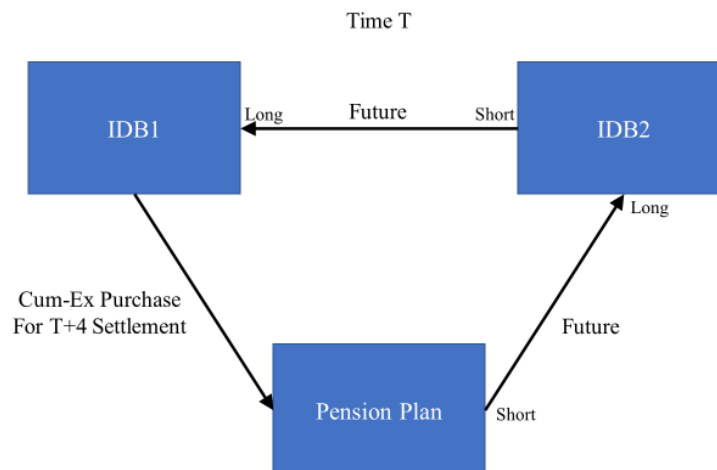 Time T
IDB1
Long
Future
Short
IDB2
Long
Cum-Ex Purchase
For T+4 Settlement
Future
Pension Plan
Short